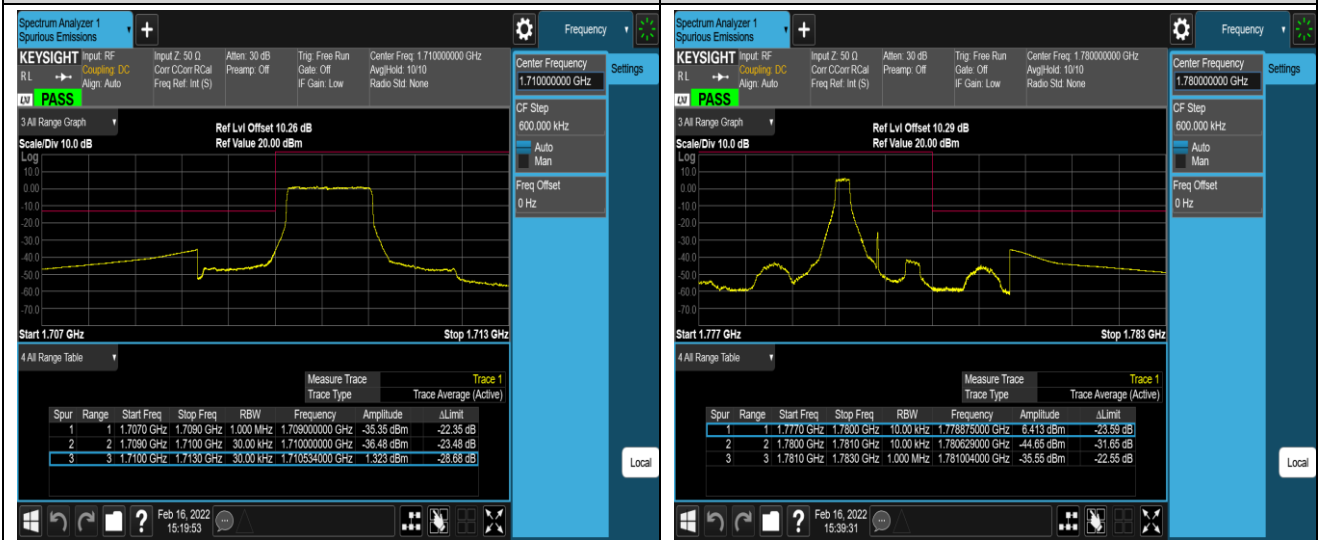 Spectrum Analyzer 1
Spurious Emissions
Frequency
KEYSIGHT Input: RF Input Z: 50 Ω Atten: 30 dB Trig: Free Run Center Freq: 1.710000000 GHz
RL Coupling: DC Corr CCorr RCal Preamp: Off Gate: Off Avg|Hold: 10/10
Align: Auto Freq Ref: Int (S) IF Gain: Low Radio Std: None
LXI PASS
Center Frequency
1.710000000 GHz
Settings
CF Step
600.000 kHz
Auto
Man
Freq Offset
0 Hz
3 All Range Graph
Ref Lvl Offset 10.26 dB
Scale/Div 10.0 dB Ref Value 20.00 dBm
Log
10.0
0.00
-10.0
-20.0
-30.0
-40.0
-50.0
-60.0
-70.0
Start 1.707 GHz Stop 1.713 GHz
4 All Range Table
Measure Trace Trace 1
Trace Type Trace Average (Active)
Spur Range Start Freq Stop Freq RBW Frequency Amplitude ΔLimit
1 1 1.7070 GHz 1.7090 GHz 1.000 MHz 1.709000000 GHz -35.35 dBm -22.35 dB
2 2 1.7090 GHz 1.7100 GHz 30.00 kHz 1.710000000 GHz -36.48 dBm -23.48 dB
3 3 1.7100 GHz 1.7130 GHz 30.00 kHz 1.710534000 GHz 1.323 dBm -28.68 dB
Local
? Feb 16, 2022
15:19:53
Spectrum Analyzer 1
Spurious Emissions
Frequency
KEYSIGHT Input: RF Input Z: 50 Ω Atten: 30 dB Trig: Free Run Center Freq: 1.780000000 GHz
RL Coupling: DC Corr CCorr RCal Preamp: Off Gate: Off Avg|Hold: 10/10
Align: Auto Freq Ref: Int (S) IF Gain: Low Radio Std: None
LXI PASS
Center Frequency
1.780000000 GHz
Settings
CF Step
600.000 kHz
Auto
Man
Freq Offset
0 Hz
3 All Range Graph
Ref Lvl Offset 10.29 dB
Scale/Div 10.0 dB Ref Value 20.00 dBm
Log
10.0
0.00
-10.0
-20.0
-30.0
-40.0
-50.0
-60.0
-70.0
Start 1.777 GHz Stop 1.783 GHz
4 All Range Table
Measure Trace Trace 1
Trace Type Trace Average (Active)
Spur Range Start Freq Stop Freq RBW Frequency Amplitude ΔLimit
1 1 1.7770 GHz 1.7800 GHz 10.00 kHz 1.778875000 GHz 6.413 dBm -23.59 dB
2 2 1.7800 GHz 1.7810 GHz 10.00 kHz 1.780629000 GHz -44.65 dBm -31.65 dB
3 3 1.7810 GHz 1.7830 GHz 1.000 MHz 1.781004000 GHz -35.55 dBm -22.55 dB
Local
? Feb 16, 2022
15:39:31